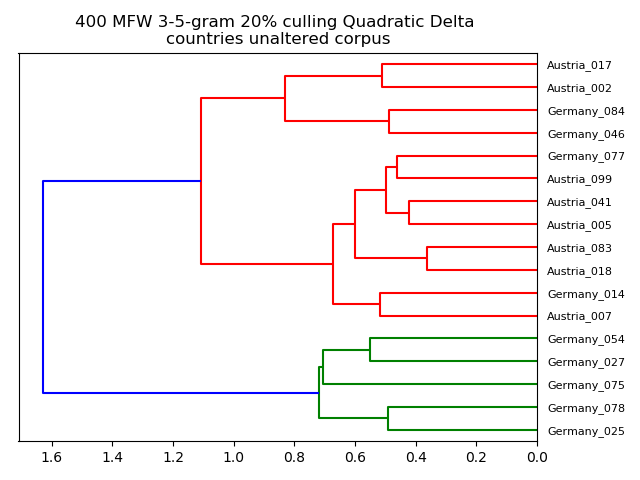 400 MFW 3-5-gram 20% culling Quadratic Delta
countries unaltered corpus
Austria_017
Austria_002
Germany_084
Germany_046
Germany_077
Austria_099
Austria_041
Austria_005
Austria_083
Austria_018
Germany_014
Austria_007
Germany_054
Germany_027
Germany_075
Germany_078
Germany_025
1.6 1.4 1.2 1.0 0.8 0.6 0.4 0.2 0.0